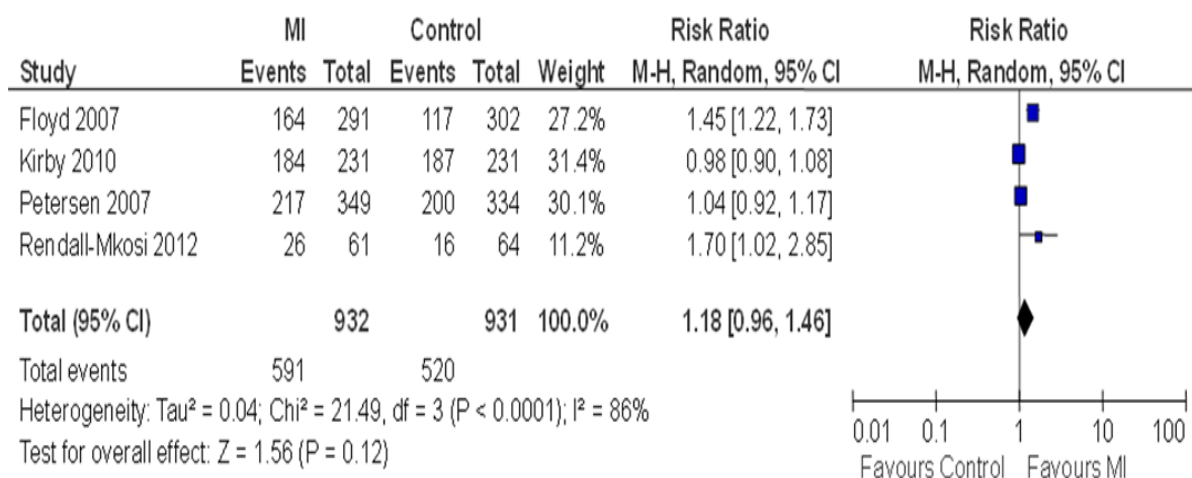 MI Control Risk Ratio Risk Ratio
Study Events Total Events Total Weight M-H, Random, 95% CI M-H, Random, 95% CI
Floyd 2007 164 291 117 302 27.2% 1.45 [1.22, 1.73]
Kirby 2010 184 231 187 231 31.4% 0.98 [0.90, 1.08]
Petersen 2007 217 349 200 334 30.1% 1.04 [0.92, 1.17]
Rendall-Mkosi 2012 26 61 16 64 11.2% 1.70 [1.02, 2.85]
Total (95% CI) 932 931 100.0% 1.18 [0.96, 1.46]
Total events 591 520
Heterogeneity: Tau² = 0.04; Chi² = 21.49, df = 3 (P < 0.0001); I² = 86%
Test for overall effect: Z = 1.56 (P = 0.12)
0.01 0.1 1 10 100
Favours Control Favours MI